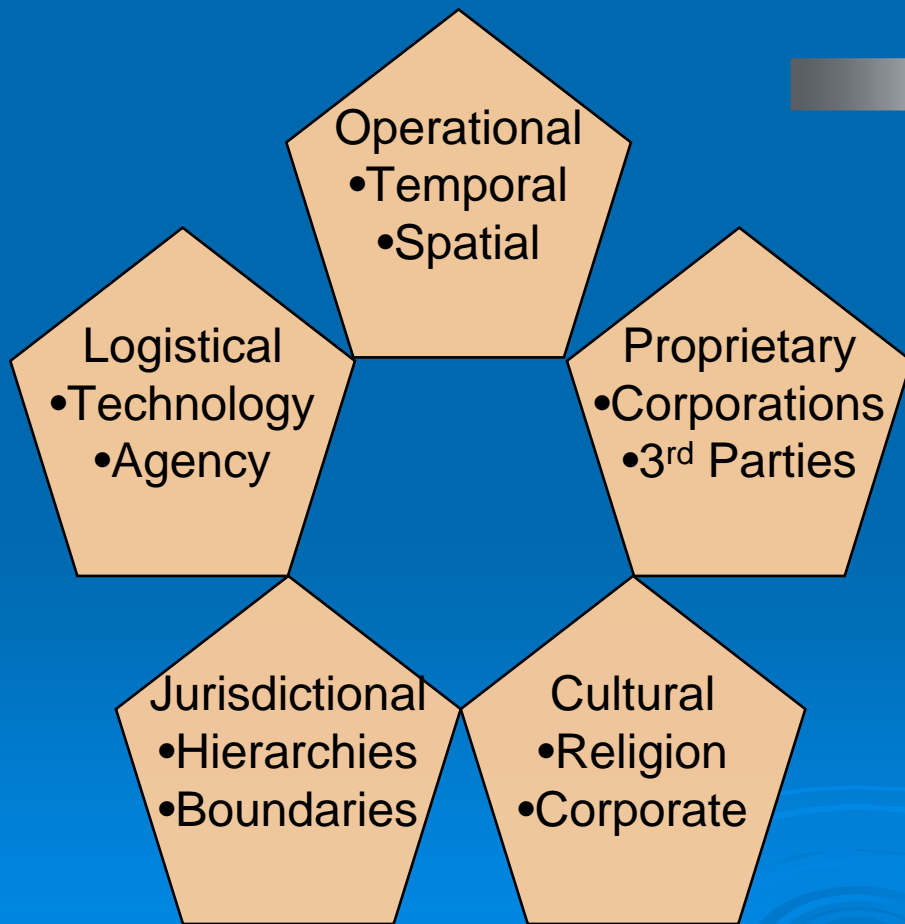 Operational
•Temporal
•Spatial
Logistical
•Technology
•Agency
Proprietary
•Corporations
•3rd Parties
Jurisdictional
•Hierarchies
•Boundaries
Cultural
•Religion
•Corporate